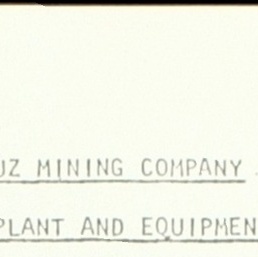 UZ MINING COMPANY
PLANT AND EQUIPMEN